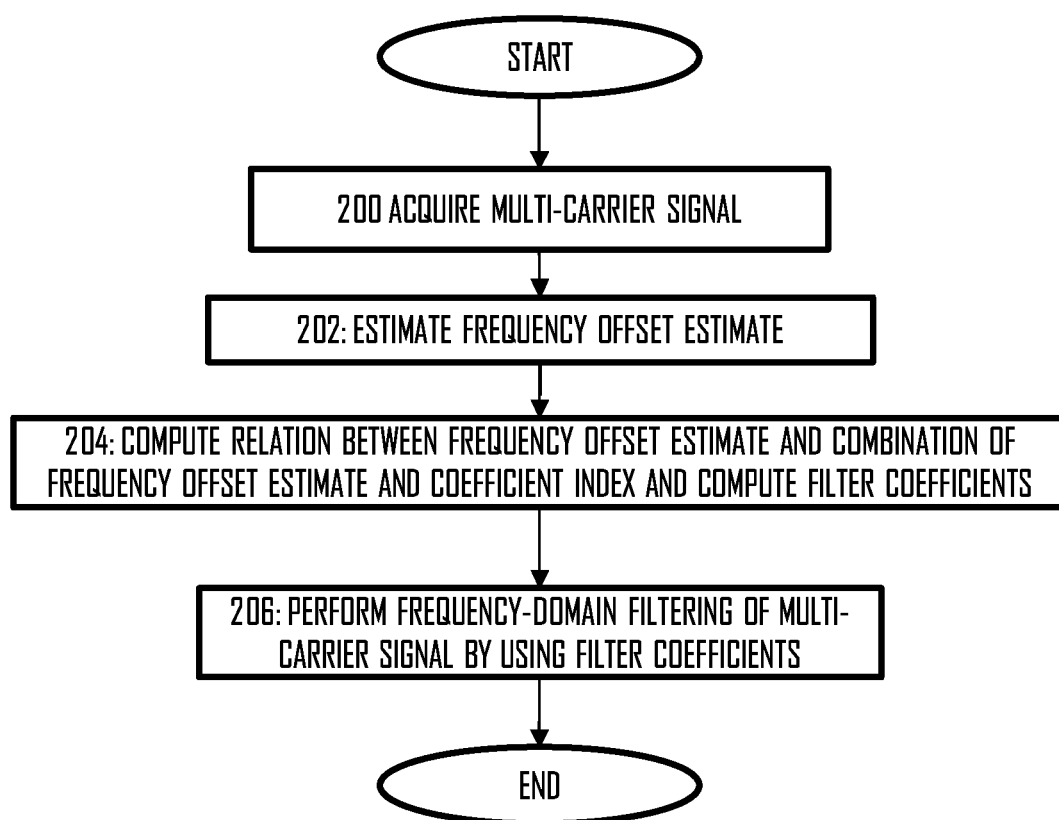 START
200 ACQUIRE MULTI-CARRIER SIGNAL
202: ESTIMATE FREQUENCY OFFSET ESTIMATE
204: COMPUTE RELATION BETWEEN FREQUENCY OFFSET ESTIMATE AND COMBINATION OF
FREQUENCY OFFSET ESTIMATE AND COEFFICIENT INDEX AND COMPUTE FILTER COEFFICIENTS
206: PERFORM FREQUENCY-DOMAIN FILTERING OF MULTI-
CARRIER SIGNAL BY USING FILTER COEFFICIENTS
END